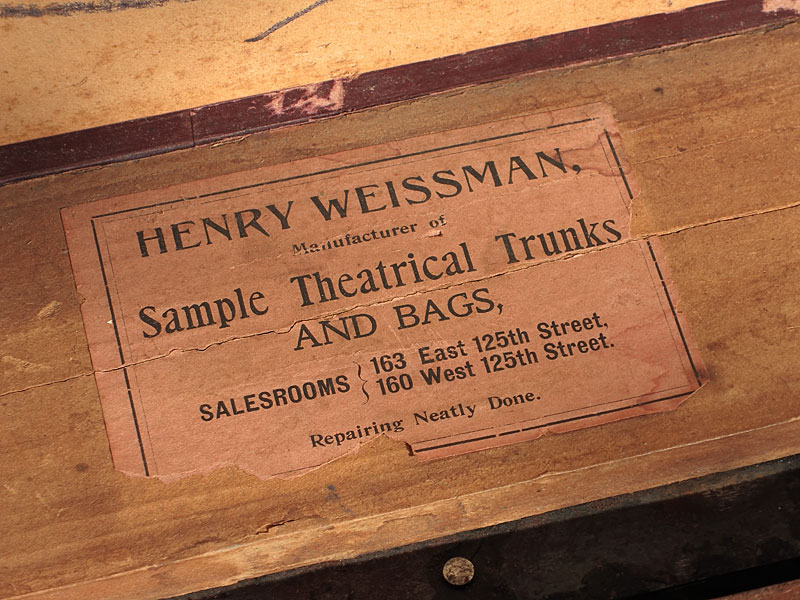 HENRY WEISSMAN,
Manufacturer of
Sample Theatrical Trunks
AND BAGS,
SALESROOMS { 163 East 125th Street,
160 West 125th Street.
Repairing Neatly Done.